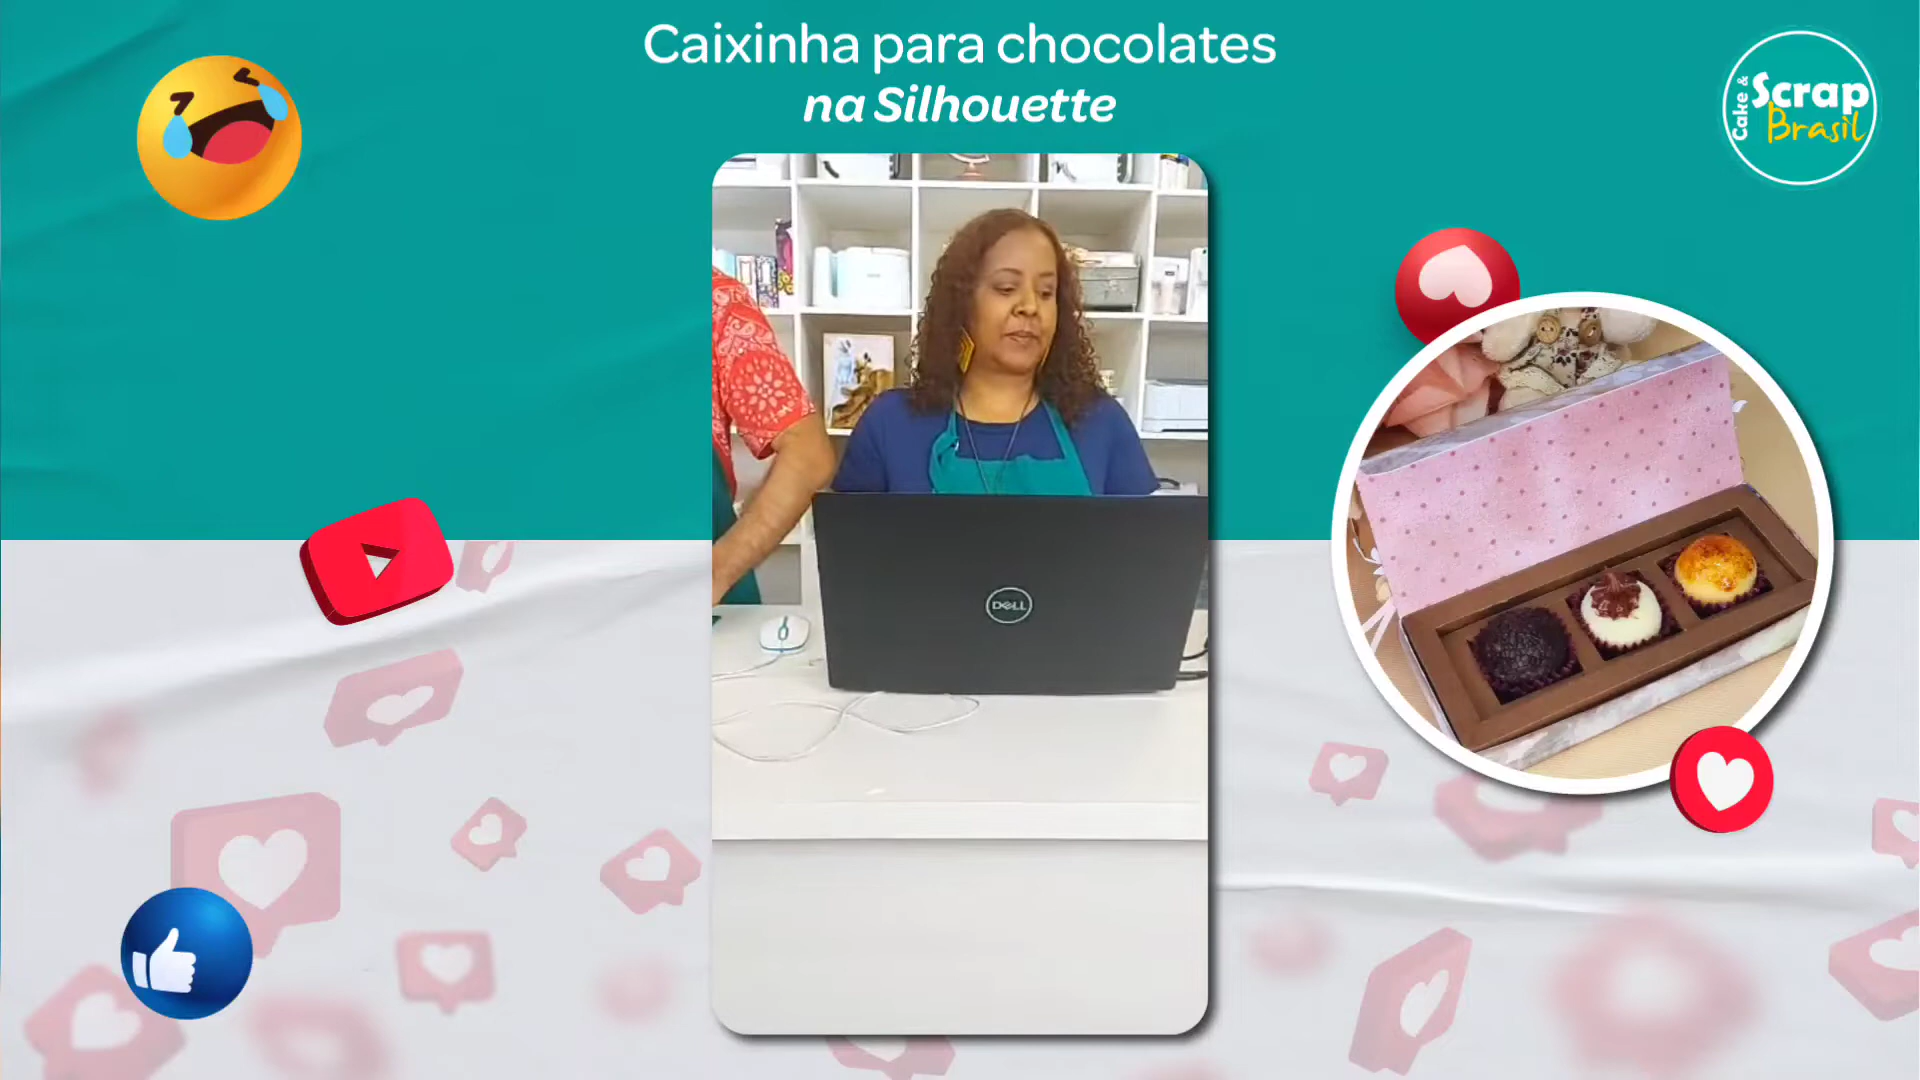 Caixinha para chocolates
na Silhouette
Cake &
Scrap
Brasil
DELL